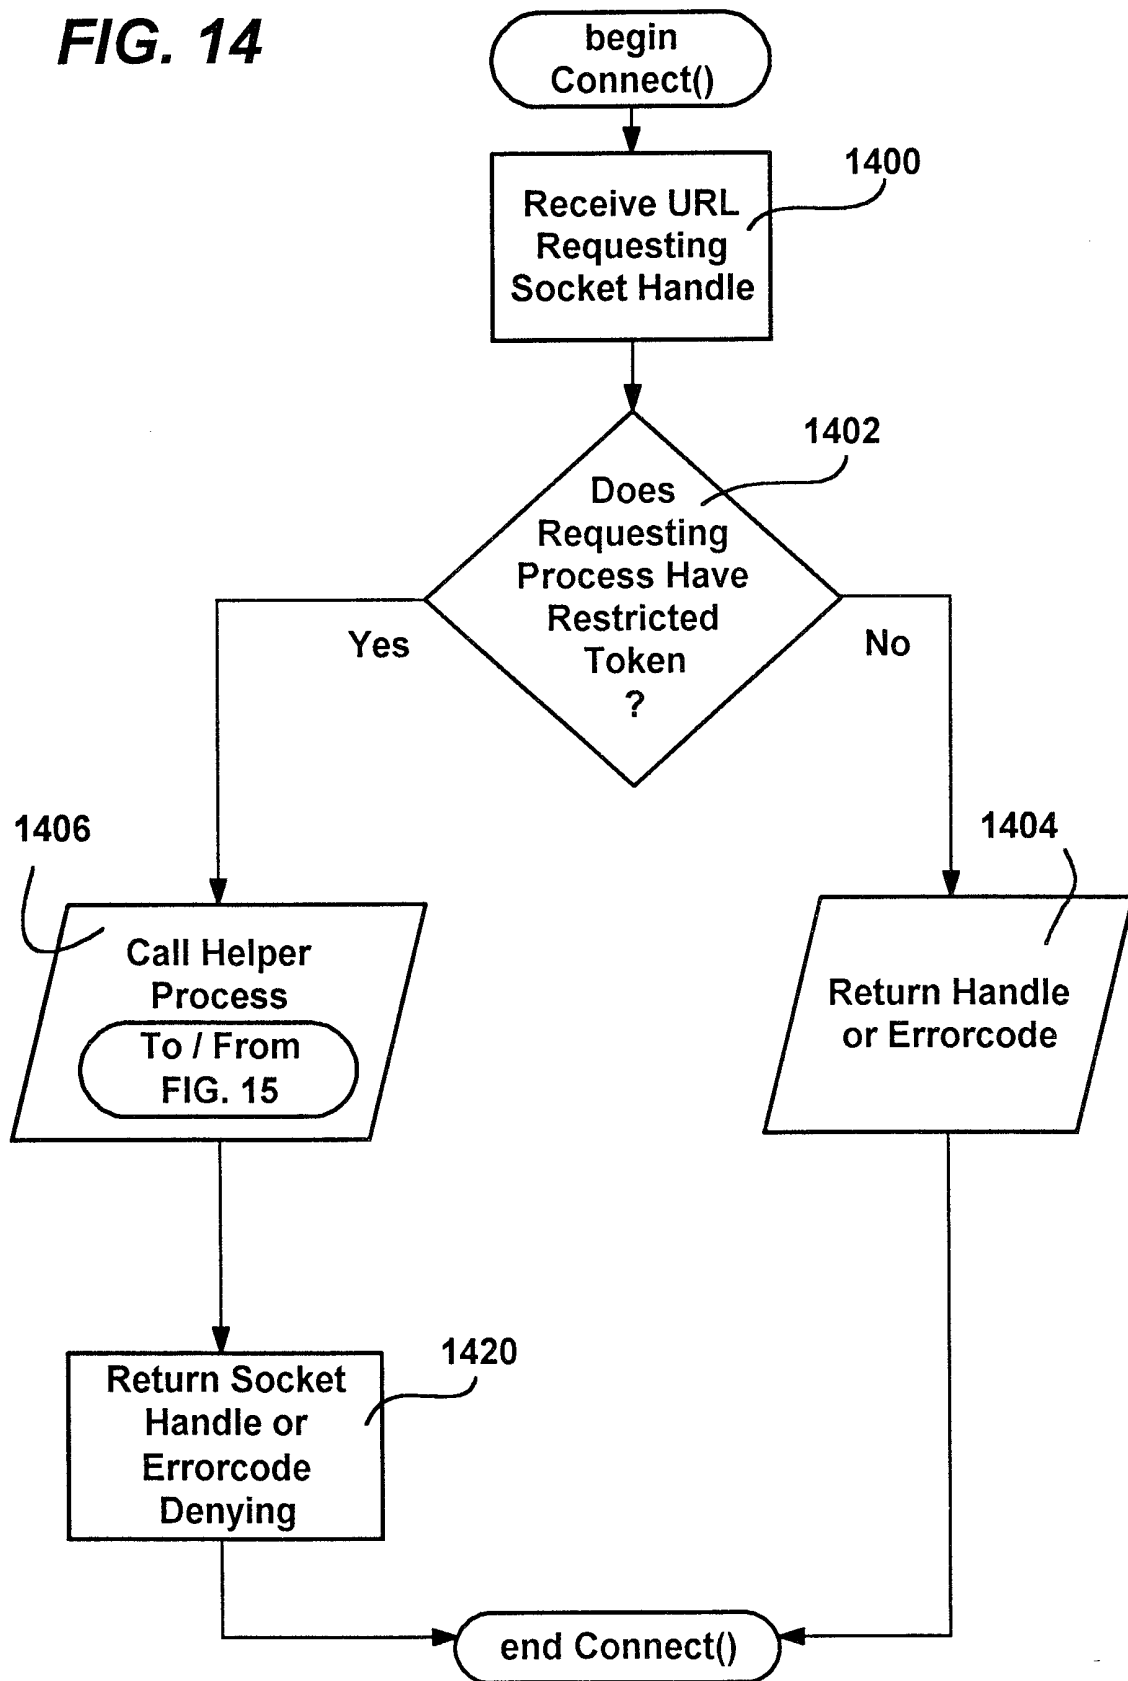 FIG. 14
begin
Connect()
1400
Receive URL
Requesting
Socket Handle
1402
Does
Requesting
Process Have
Restricted
Token
?
Yes
No
1406
Call Helper
Process
To / From
FIG. 15
1404
Return Handle
or Errorcode
1420
Return Socket
Handle or
Errorcode
Denying
end Connect()